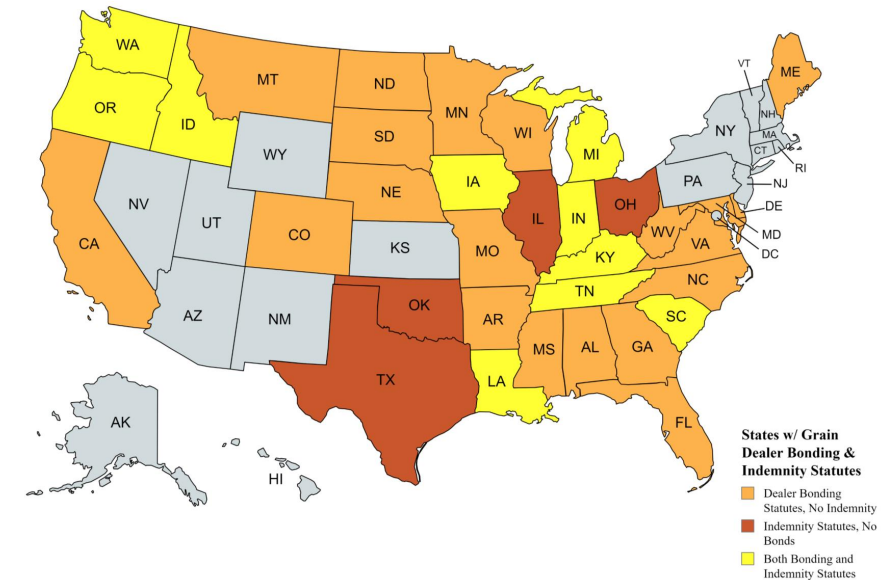 WA
MT
ND
MN
ME
VT
OR
ID
SD
WI
MI
NY
NH
MA
CT
RI
WY
NE
IA
PA
NJ
NV
UT
CO
KS
MO
IL
IN
OH
WV
VA
DE
MD
DC
CA
KY
AZ
NM
OK
AR
TN
NC
SC
TX
LA
MS
AL
GA
FL
AK
HI
States w/ Grain
Dealer Bonding &
Indemnity Statutes
Dealer Bonding
Statutes, No Indemnity
Indemnity Statutes, No
Bonds
Both Bonding and
Indemnity Statutes